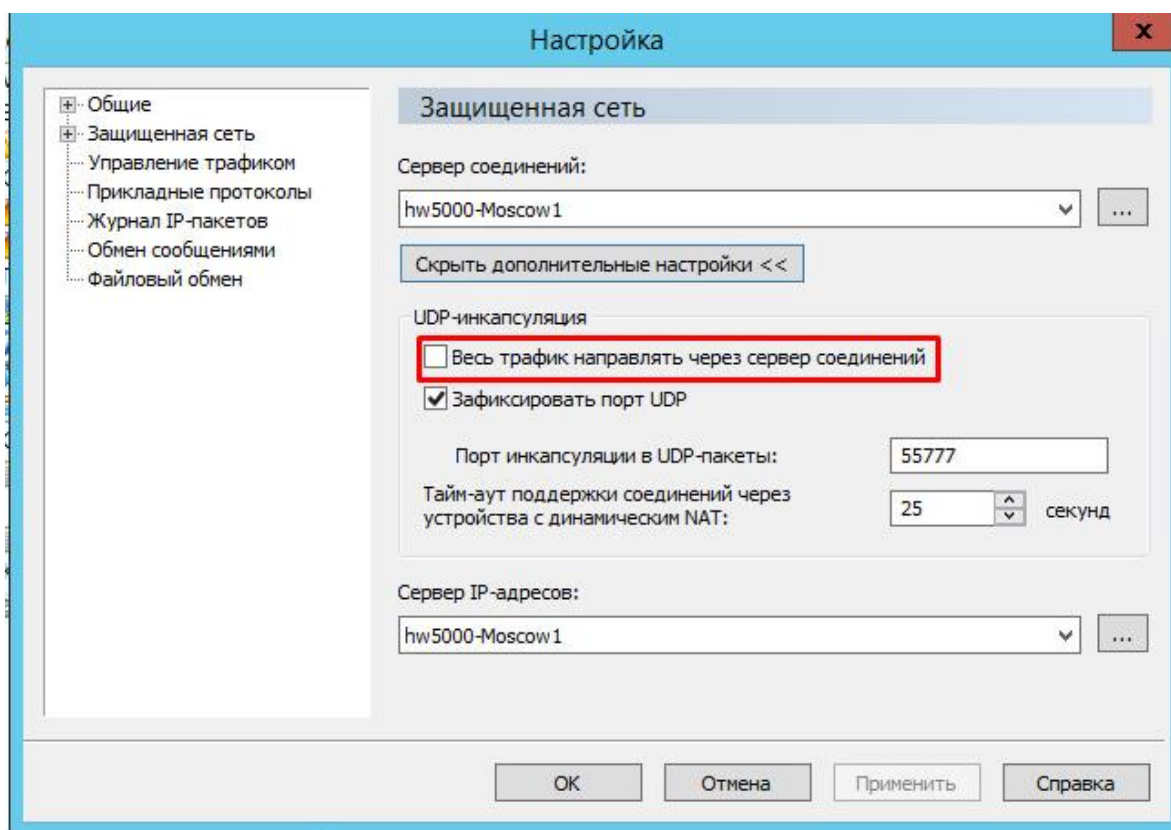 Настройка
x
Общие
Защищенная сеть
Управление трафиком
Прикладные протоколы
Журнал IP-пакетов
Обмен сообщениями
Файловый обмен
Защищенная сеть
Сервер соединений:
hw5000-Moscow1
...
Скрыть дополнительные настройки <<
UDP-инкапсуляция
Весь трафик направлять через сервер соединений
Зафиксировать порт UDP
Порт инкапсуляции в UDP-пакеты:
55777
Тайм-аут поддержки соединений через
устройства с динамическим NAT:
25
секунд
Сервер IP-адресов:
hw5000-Moscow1
...
OK
Отмена
Применить
Справка